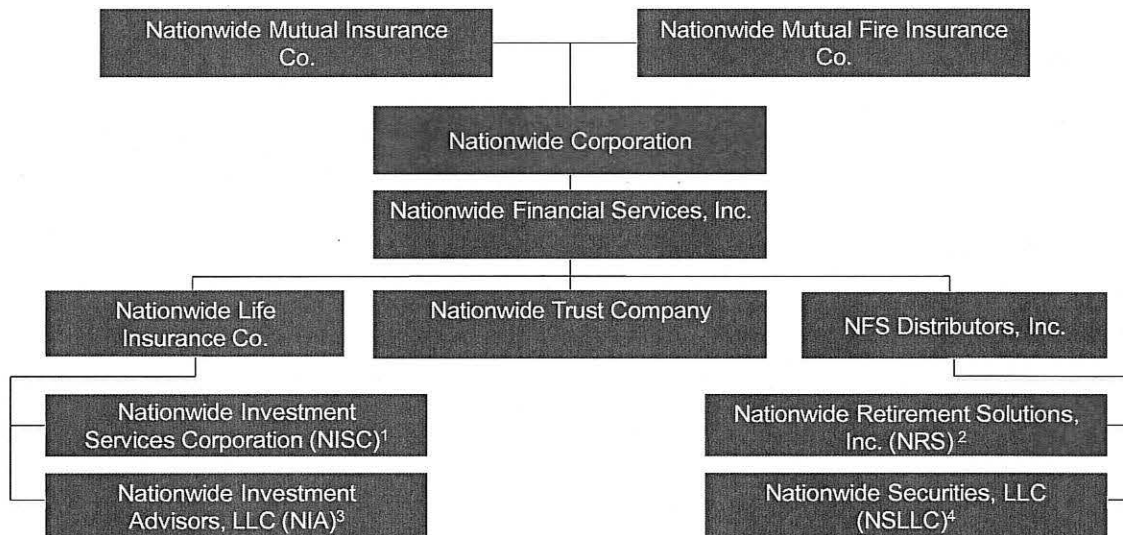 Nationwide Mutual Insurance
Co.
Nationwide Mutual Fire Insurance
Co.
Nationwide Corporation
Nationwide Financial Services, Inc.
Nationwide Life
Insurance Co.
Nationwide Trust Company
NFS Distributors, Inc.
Nationwide Investment
Services Corporation (NISC)¹
Nationwide Retirement Solutions,
Inc. (NRS) ²
Nationwide Investment
Advisors, LLC (NIA)³
Nationwide Securities, LLC
(NSLLC)⁴